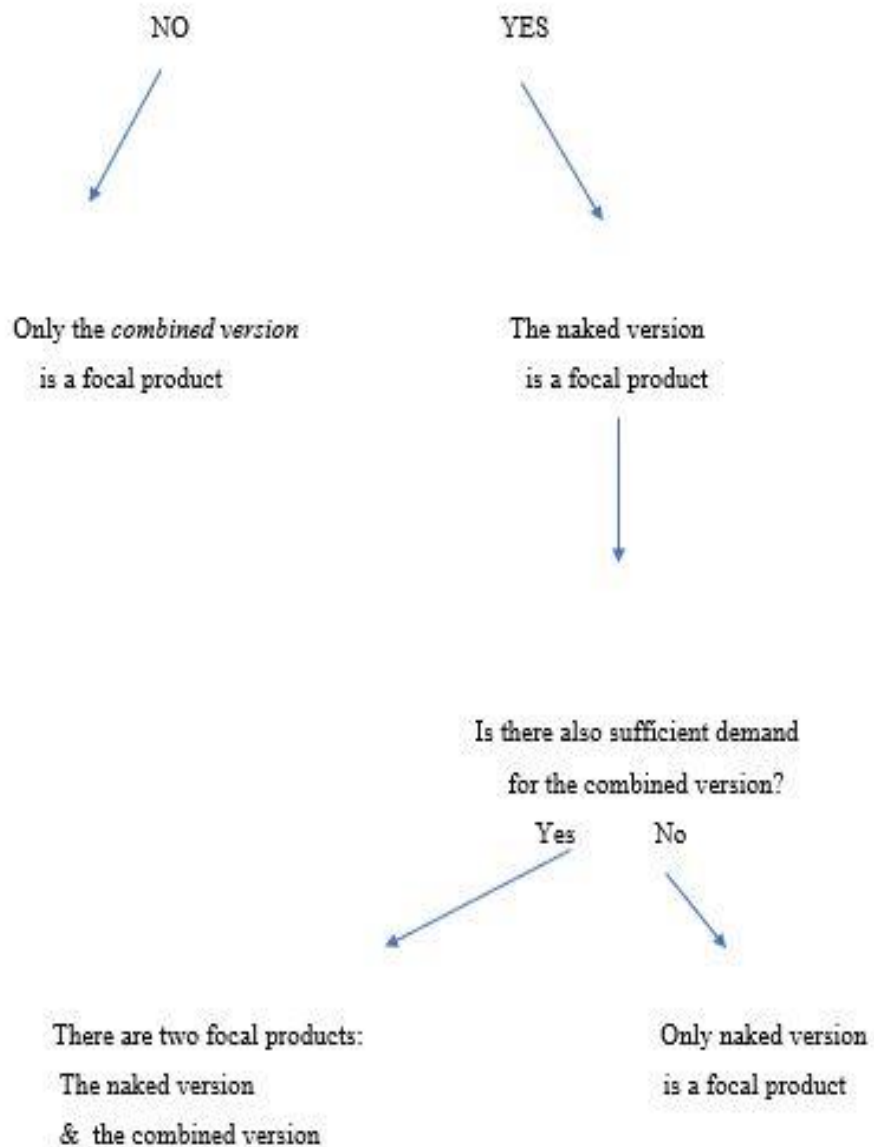 NO
YES
Only the combined version
is a focal product
The naked version
is a focal product
Is there also sufficient demand
for the combined version?
Yes
No
There are two focal products:
The naked version
& the combined version
Only naked version
is a focal product